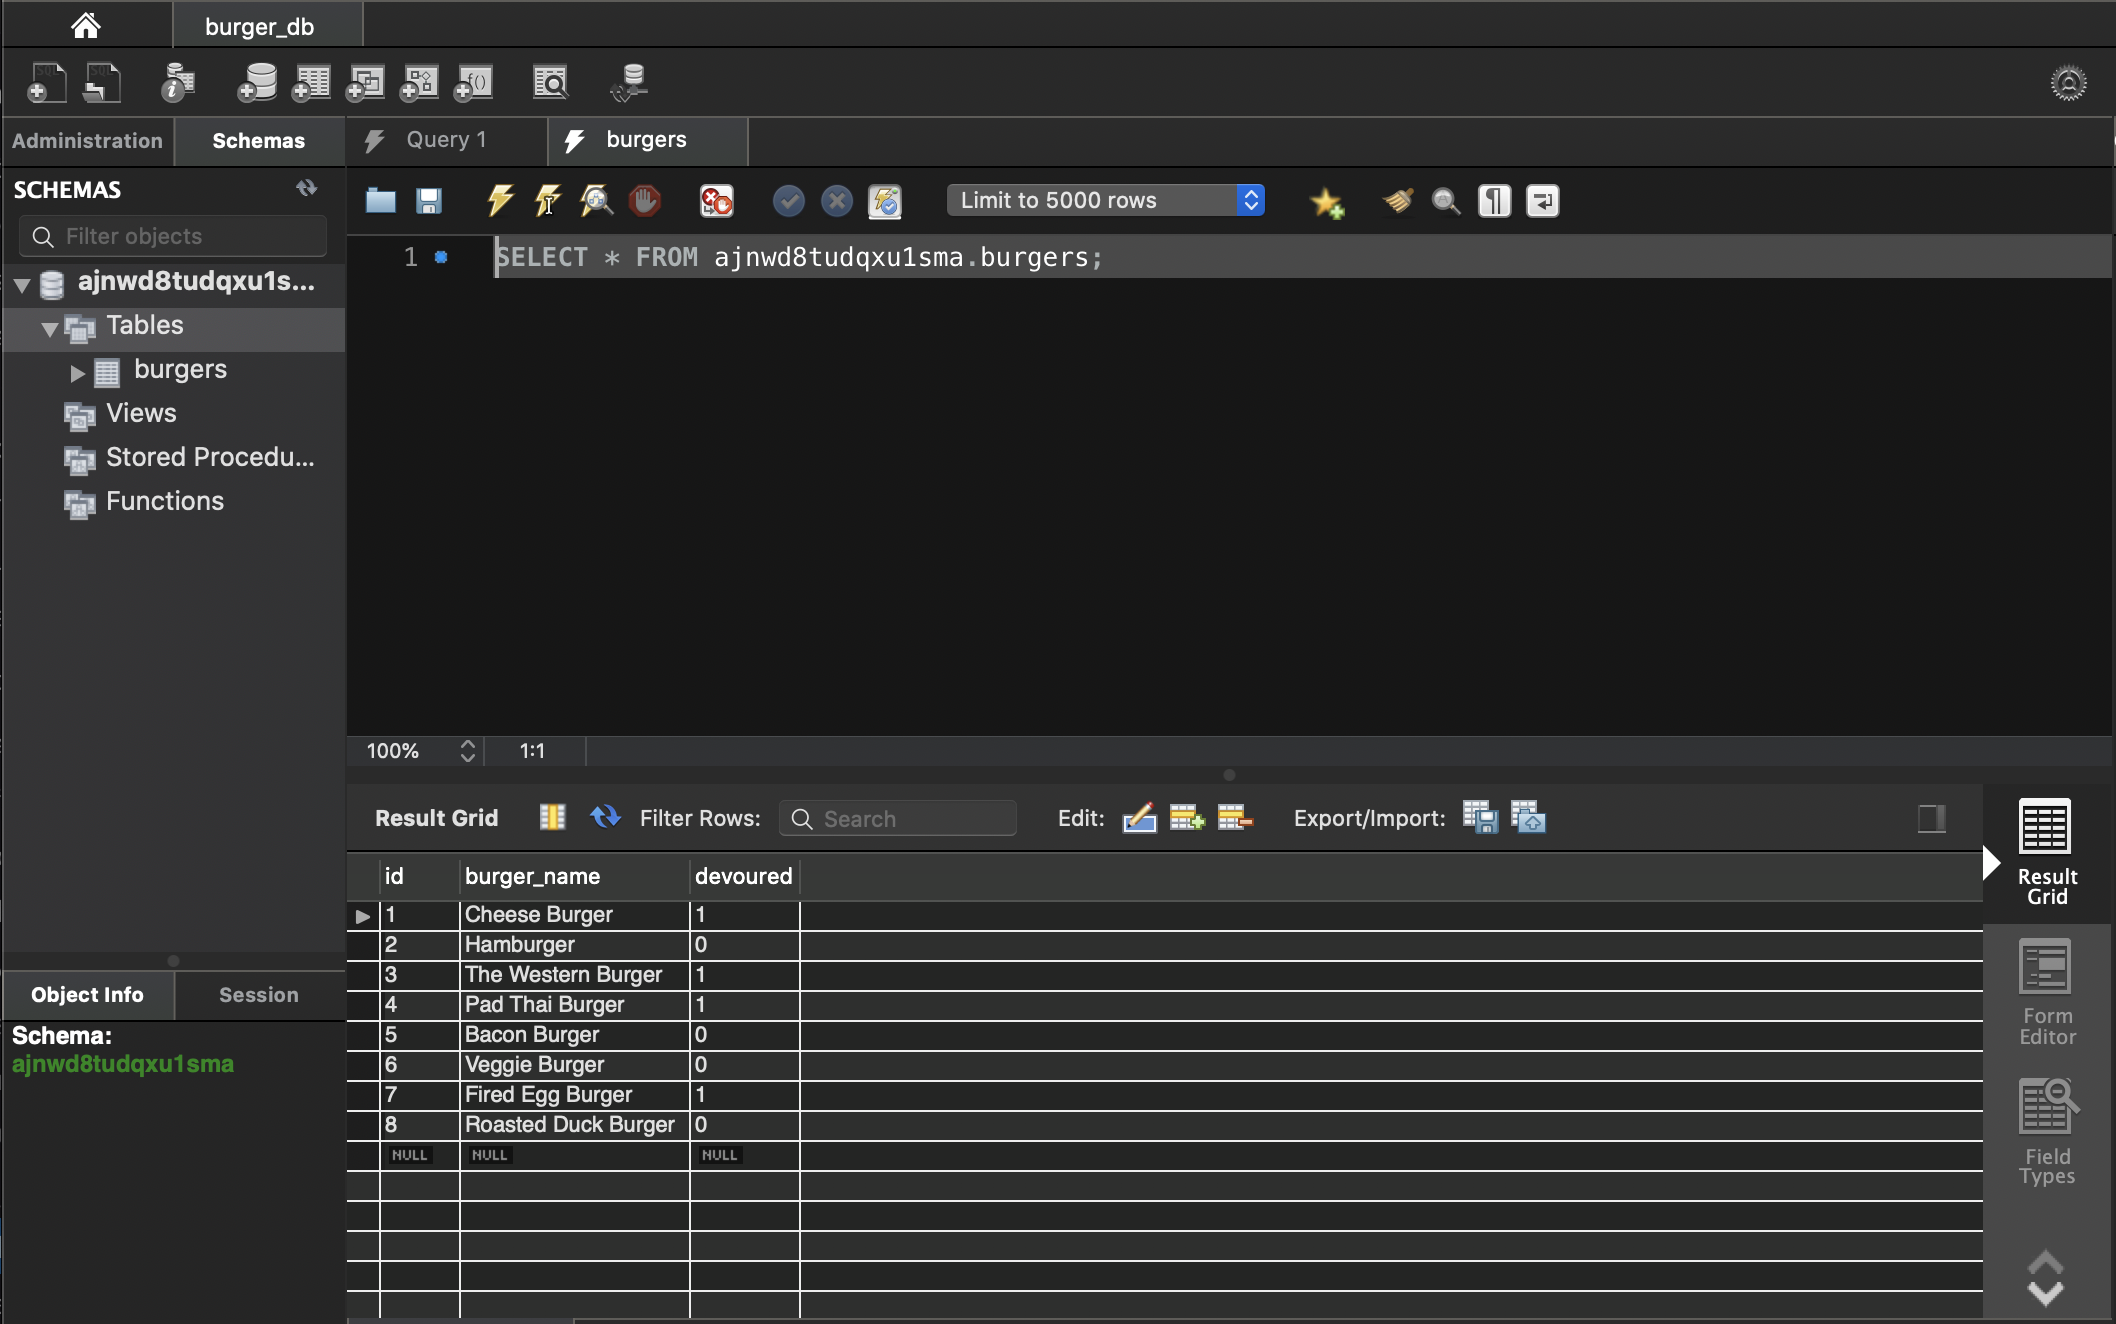 burger_db
Administration
Schemas
Query 1
burgers
SCHEMAS
Limit to 5000 rows
Filter objects
1
SELECT * FROM ajnwd8tudqxu1sma.burgers;
ajnwd8tudqxu1s...
Tables
burgers
Views
Stored Procedu...
Functions
100%
1:1
Result Grid
Filter Rows:
Search
Edit:
Export/Import:
id burger_name devoured
1 Cheese Burger 1
2 Hamburger 0
3 The Western Burger 1
4 Pad Thai Burger 1
5 Bacon Burger 0
6 Veggie Burger 0
7 Fired Egg Burger 1
8 Roasted Duck Burger 0
NULL NULL NULL
Result
Grid
Form
Editor
Field
Types
Object Info
Session
Schema:
ajnwd8tudqxu1sma